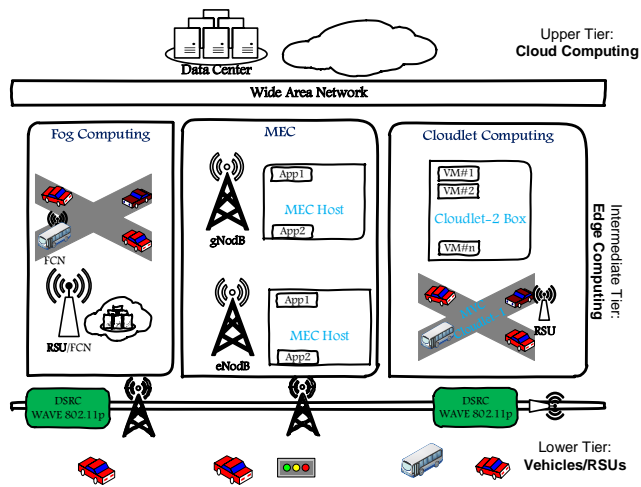 Upper Tier:
Cloud Computing
Data Center
Wide Area Network
Fog Computing
MEC
Cloudlet Computing
App1
MEC Host
App2
gNodB
VM#1
VM#2
Cloudlet-2 Box
VM#n
FCN
RSU/FCN
App1
MEC Host
App2
eNodB
Cloudlet-1
RSU
Intermediate Tier:
Edge Computing
DSRC
WAVE 802.11p
DSRC
WAVE 802.11p
Lower Tier:
Vehicles/RSUs